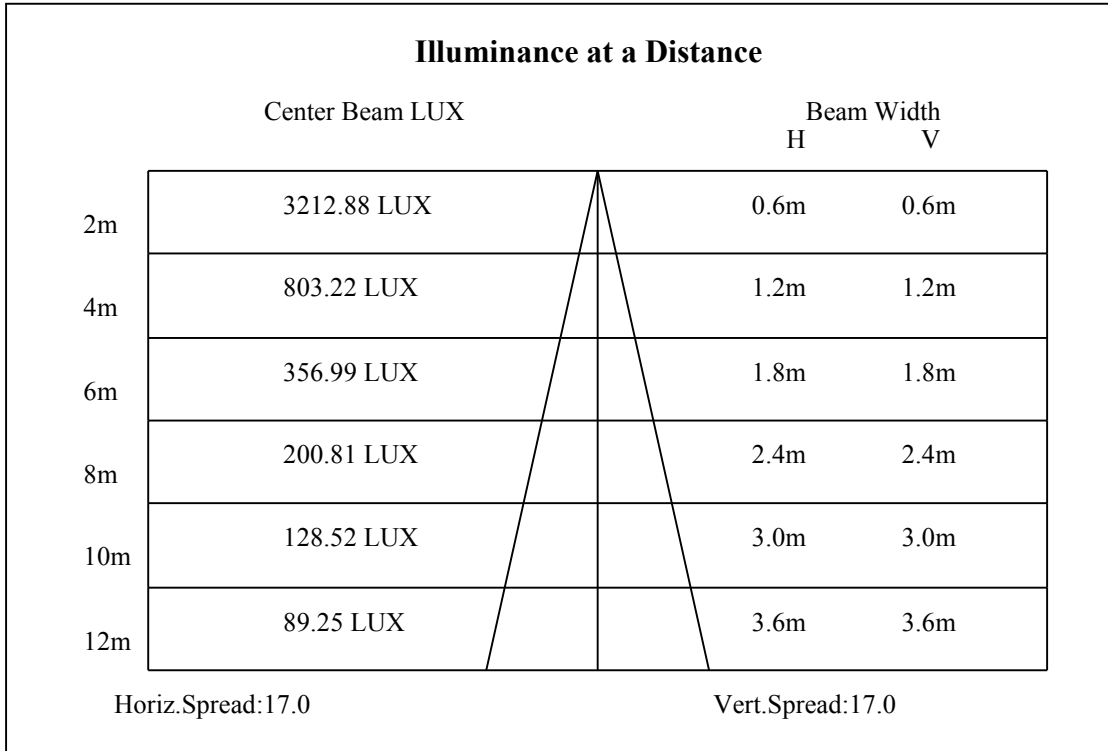 Illuminance at a Distance
Center Beam LUX Beam Width
H V
2m 3212.88 LUX 0.6m 0.6m
4m 803.22 LUX 1.2m 1.2m
6m 356.99 LUX 1.8m 1.8m
8m 200.81 LUX 2.4m 2.4m
10m 128.52 LUX 3.0m 3.0m
12m 89.25 LUX 3.6m 3.6m
Horiz.Spread:17.0 Vert.Spread:17.0